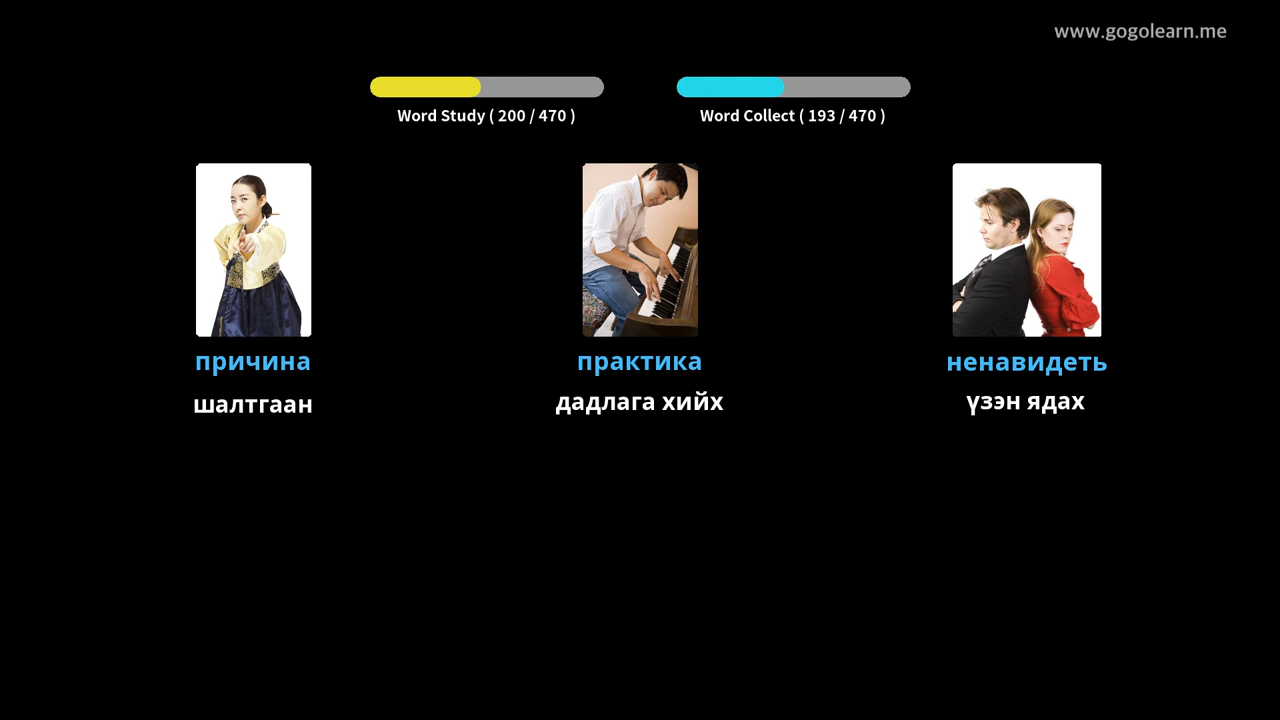 www.gogolearn.me
Word Study ( 200 / 470 )
Word Collect ( 193 / 470 )
причина
практика
ненавидеть
шалтгаан
дадлага хийх
үзэн ядах